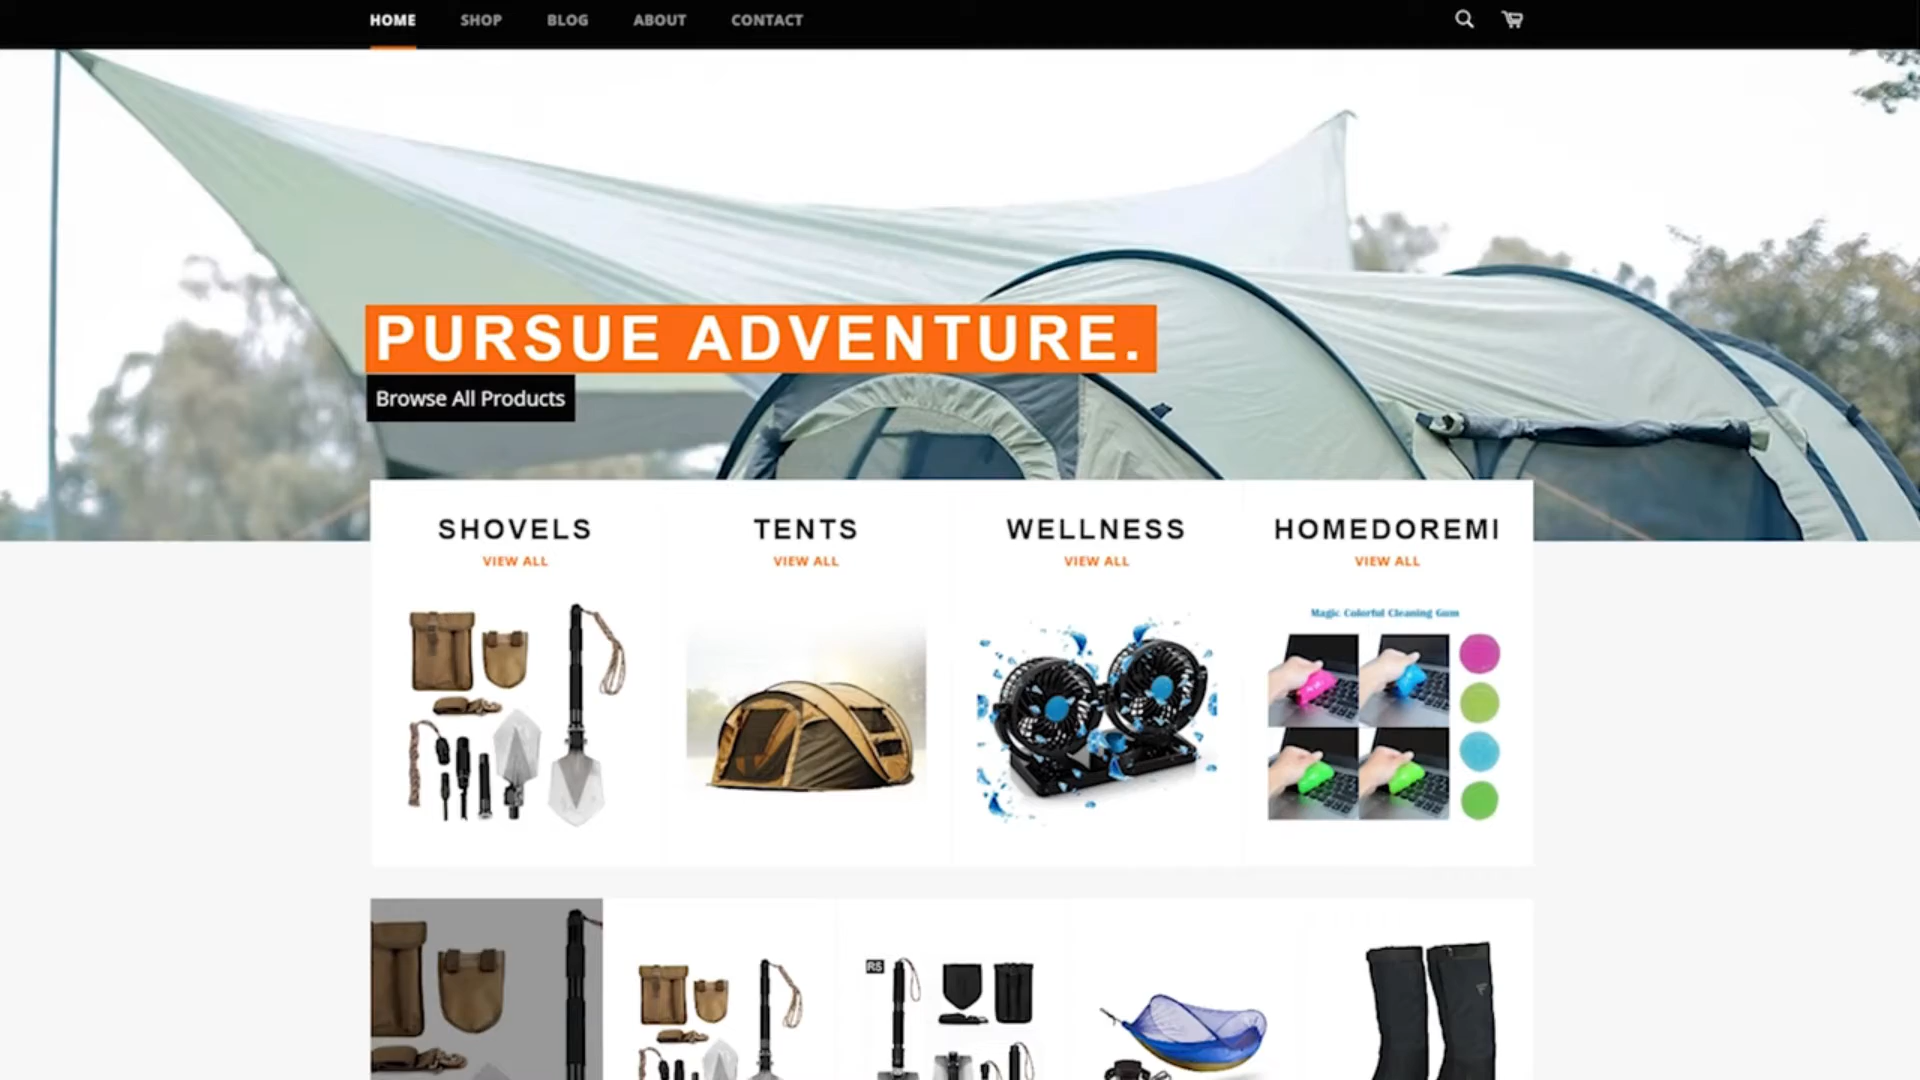 HOME SHOP BLOG ABOUT CONTACT
PURSUE ADVENTURE.
Browse All Products
SHOVELS TENTS WELLNESS HOMEDOREMI
VIEW ALL VIEW ALL VIEW ALL VIEW ALL
Magic Colorful Cleaning Gum
RS